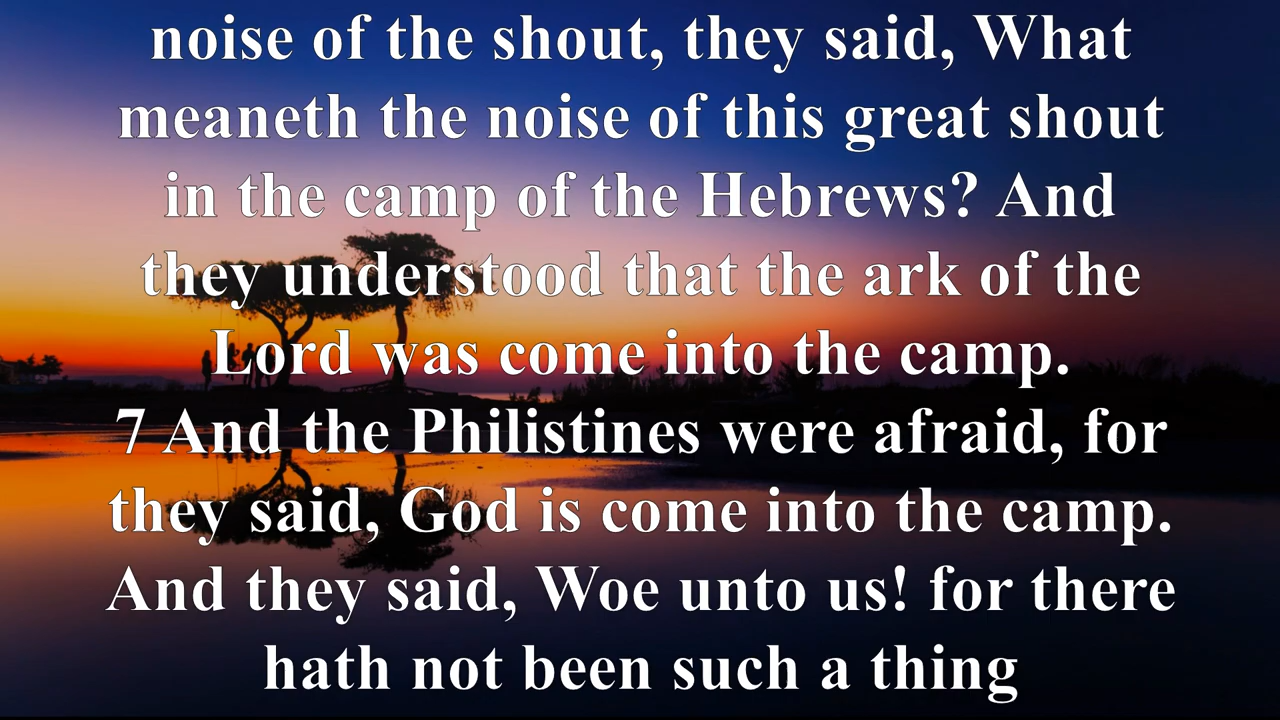 noise of the shout, they said, What
meaneth the noise of this great shout
in the camp of the Hebrews? And
they understood that the ark of the
Lord was come into the camp.
7 And the Philistines were afraid, for
they said, God is come into the camp.
And they said, Woe unto us! for there
hath not been such a thing